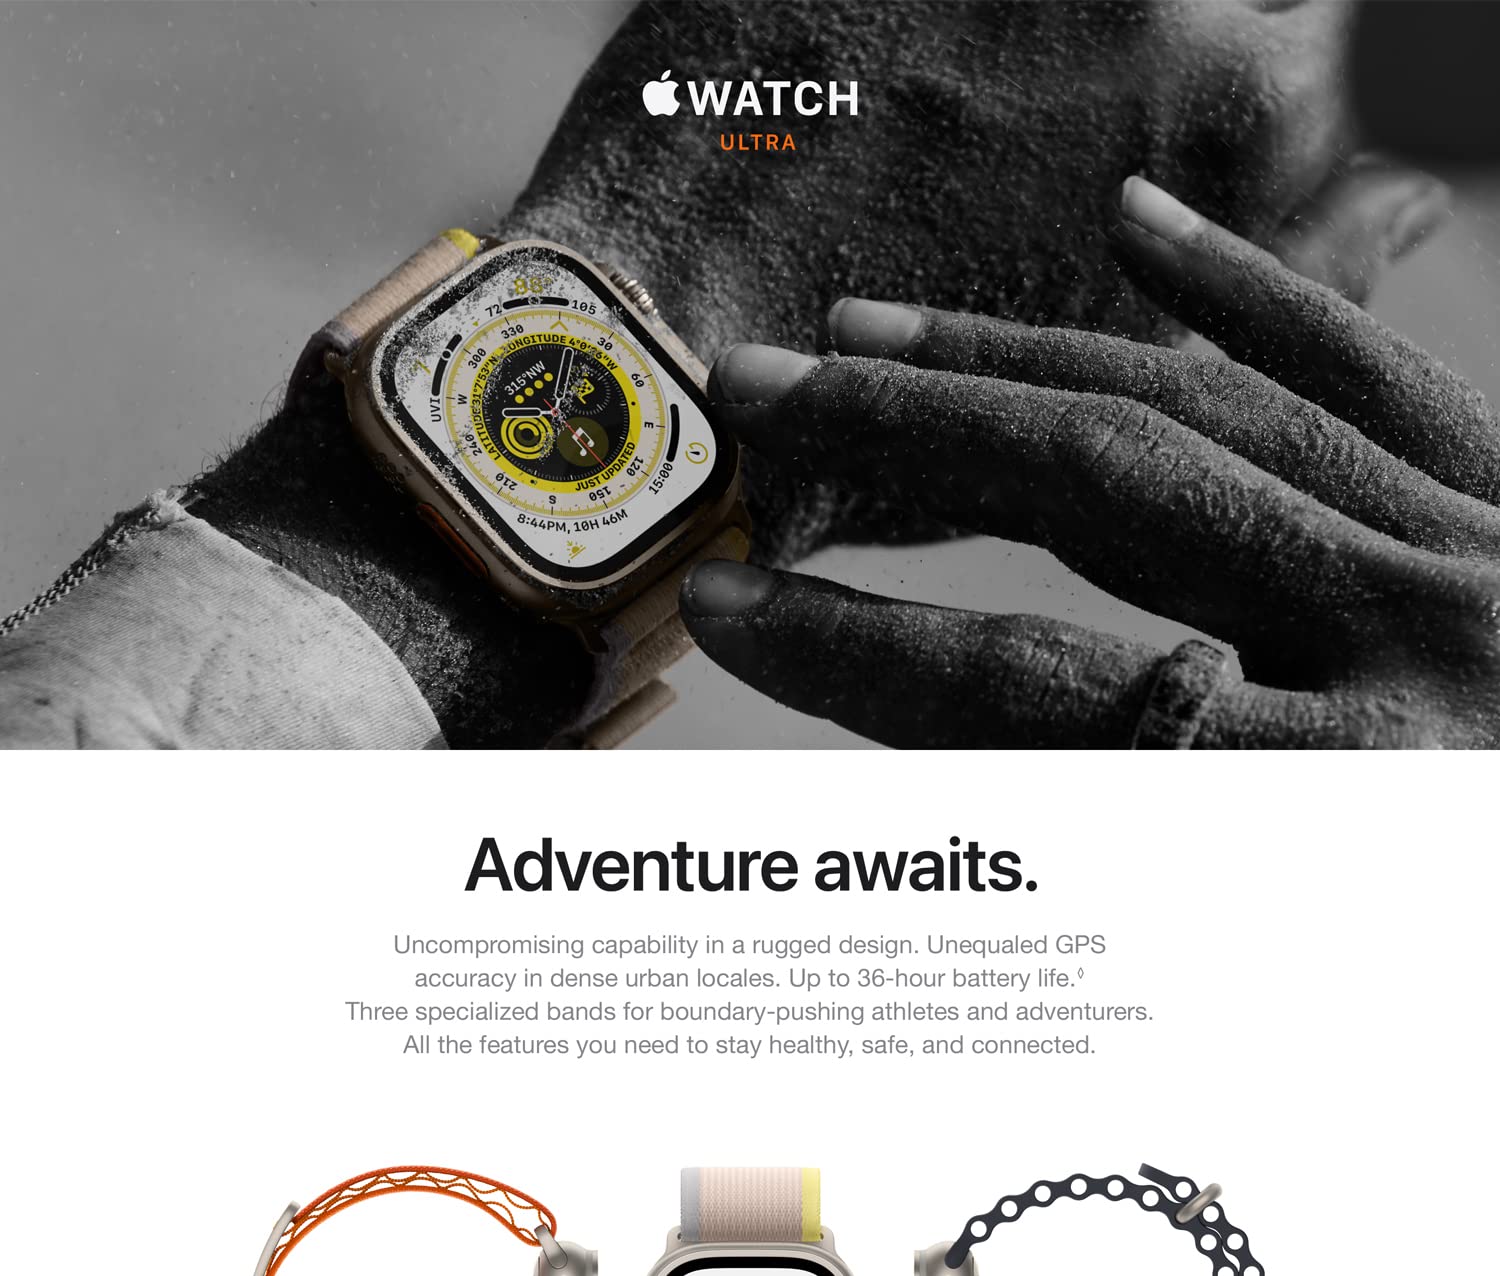 WATCH
ULTRA
88°
72
105
330
30
300
60
UVI
W
E
240
120
210
150
S
LONGITUDE 4°0'26"W
LATITUDE 31°7'53"N
315°NW
JUST UPDATED
15:00
8:44PM, 10H 46M
Adventure awaits.
Uncompromising capability in a rugged design. Unequaled GPS
accuracy in dense urban locales. Up to 36-hour battery life.◊
Three specialized bands for boundary-pushing athletes and adventurers.
All the features you need to stay healthy, safe, and connected.